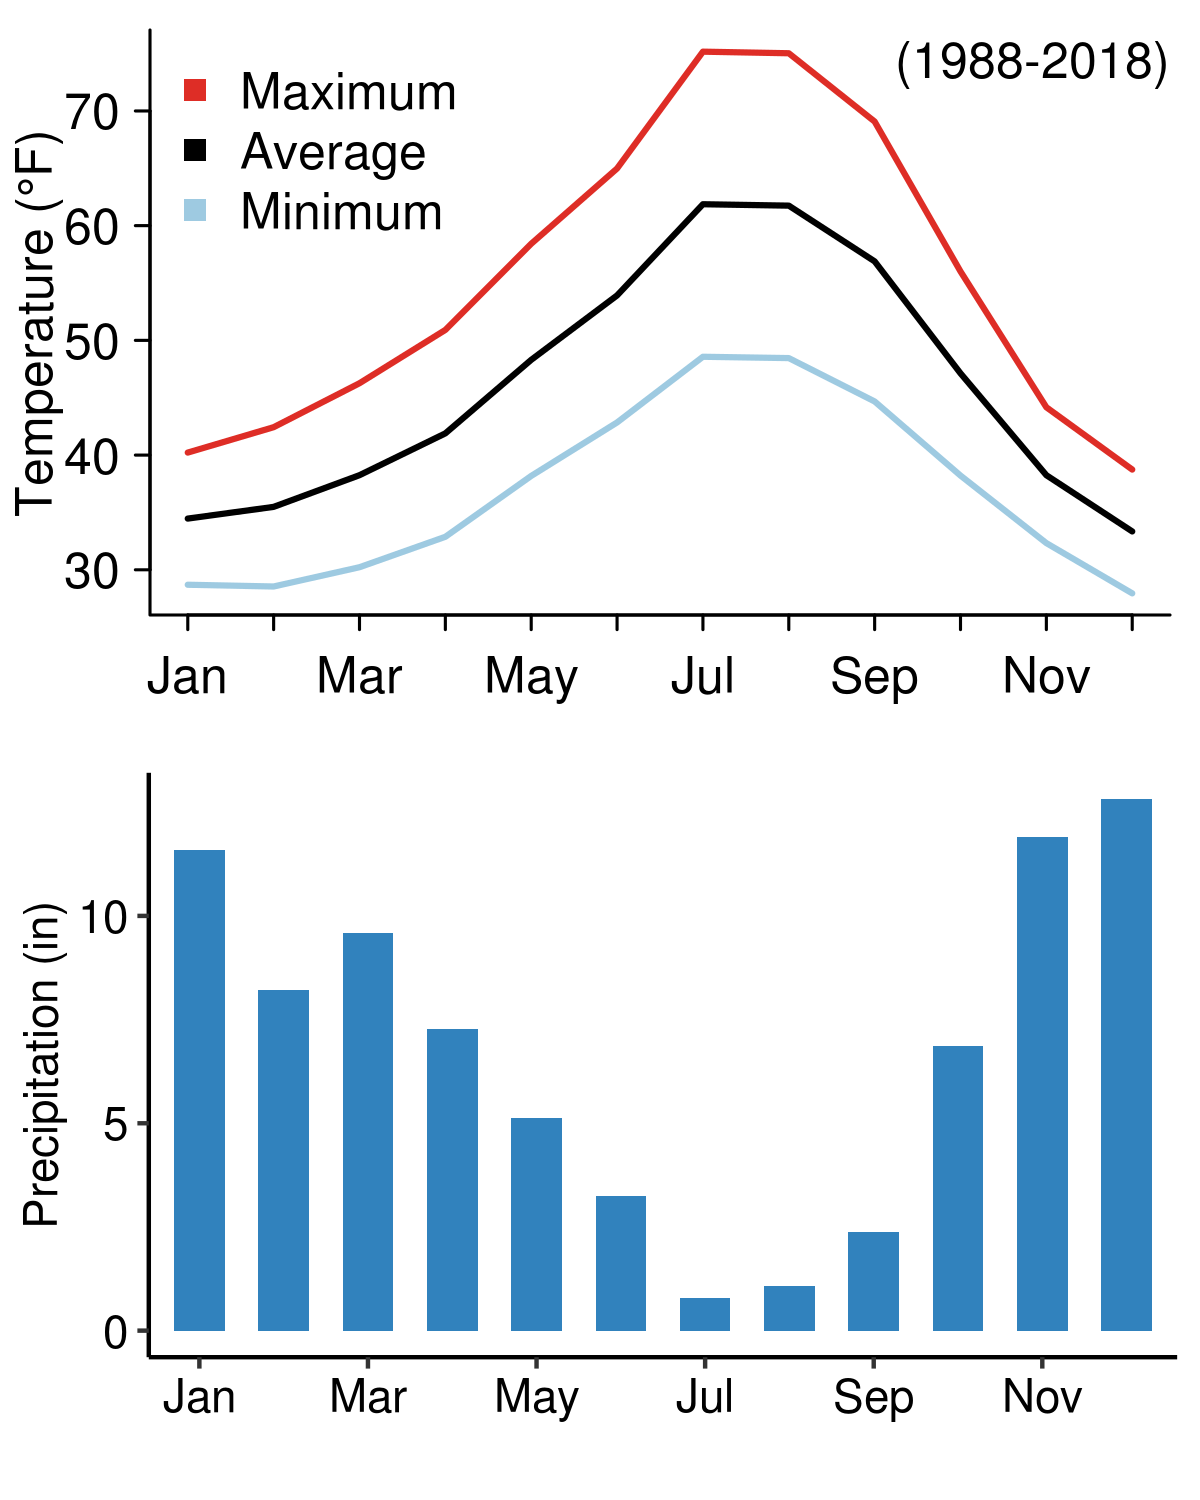 (1988-2018)
Maximum
Average
Minimum
Temperature (°F)
70
60
50
40
30
Jan Mar May Jul Sep Nov
Precipitation (in)
10
5
0
Jan Mar May Jul Sep Nov